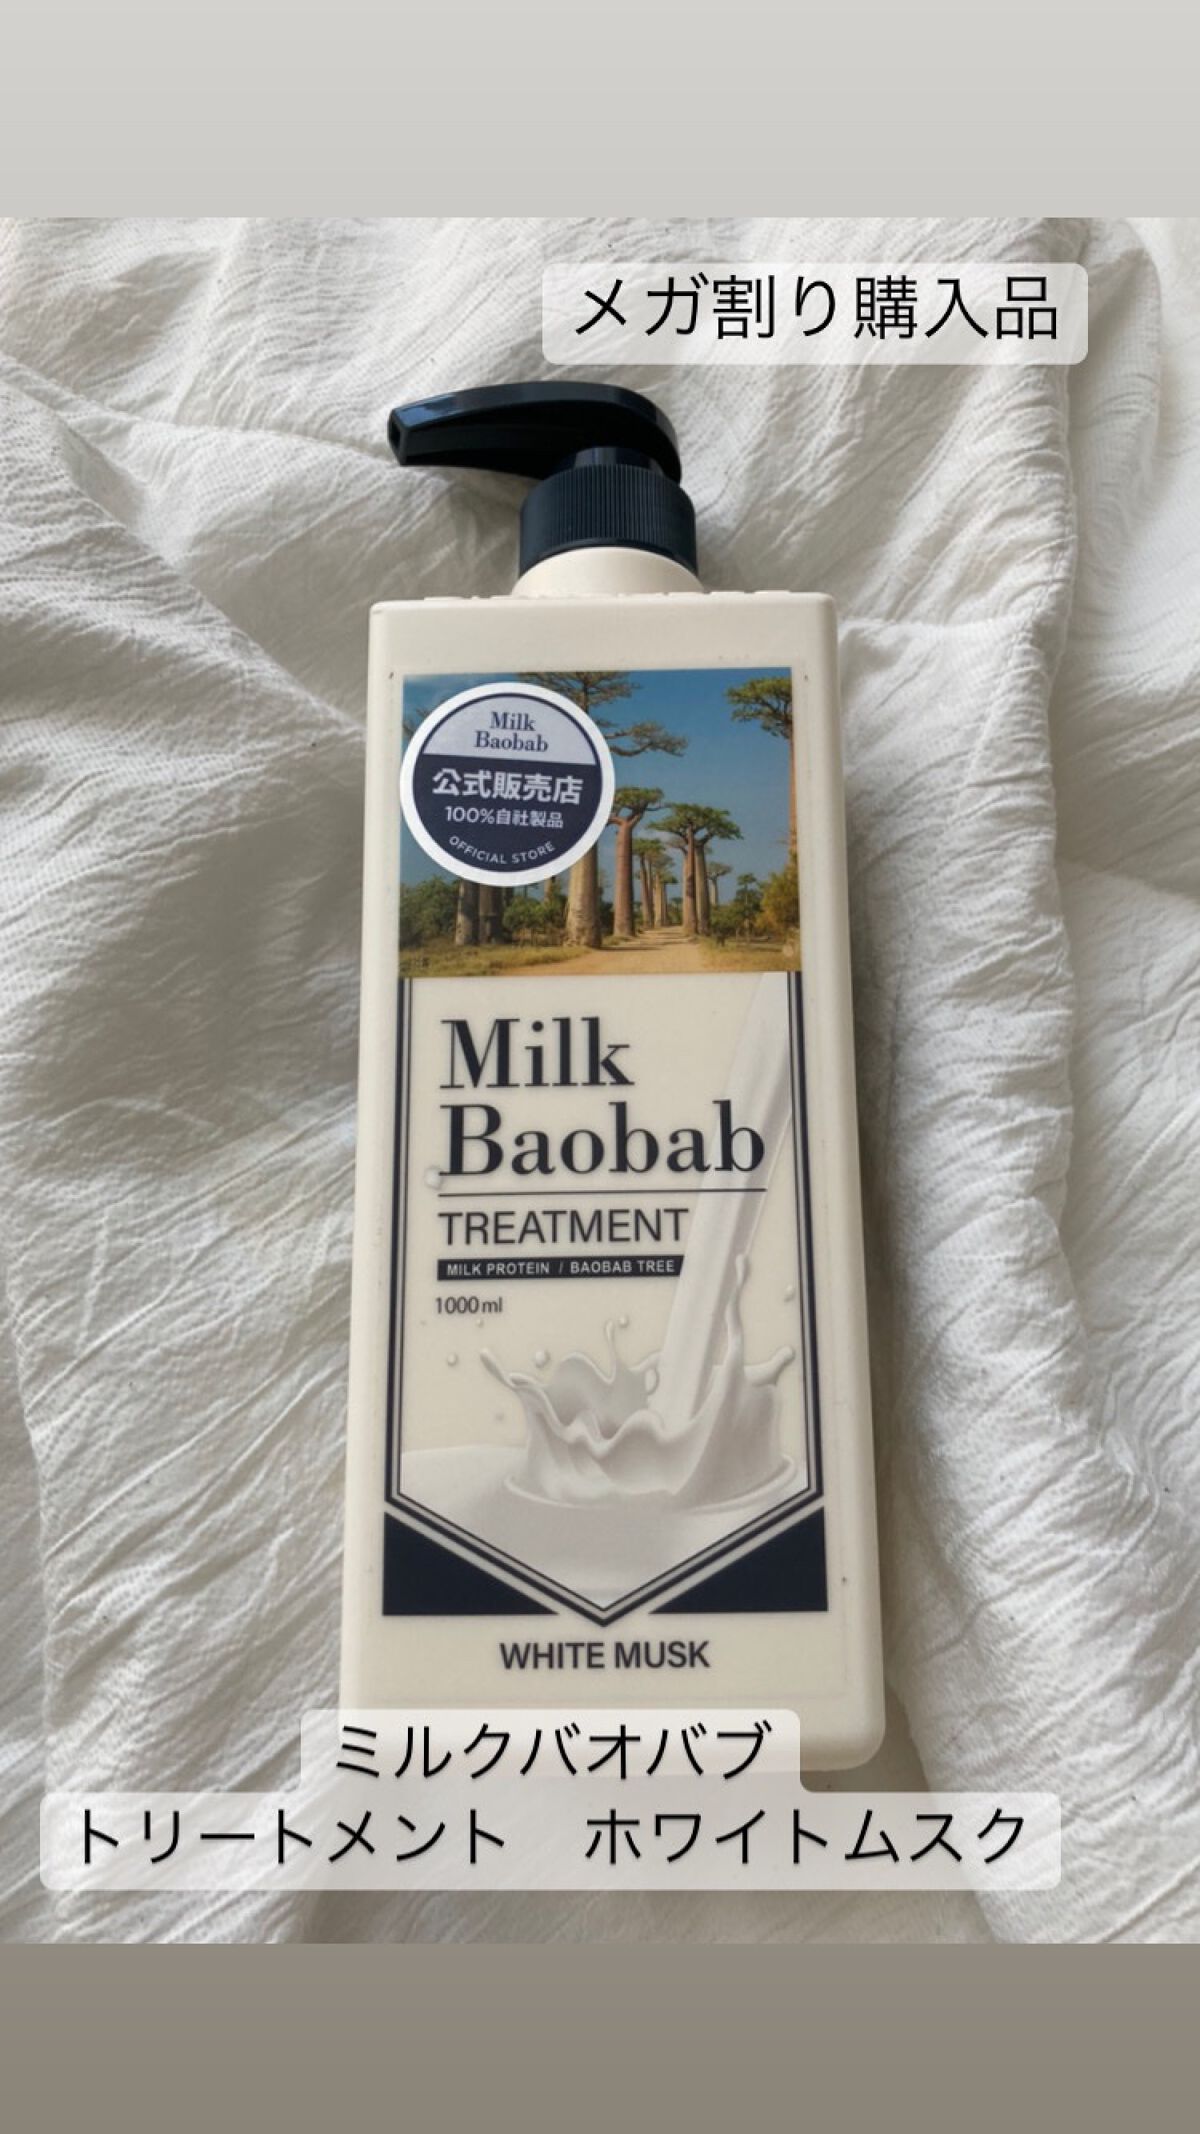 メガ割り購入品
Milk
Baobab
公式販売店
100%自社製品
OFFICIAL STORE
Milk
Baobab
TREATMENT
MILK PROTEIN / BAOBAB TREE
1000ml
WHITE MUSK
ミルクバオバブ
トリートメント　ホワイトムスク